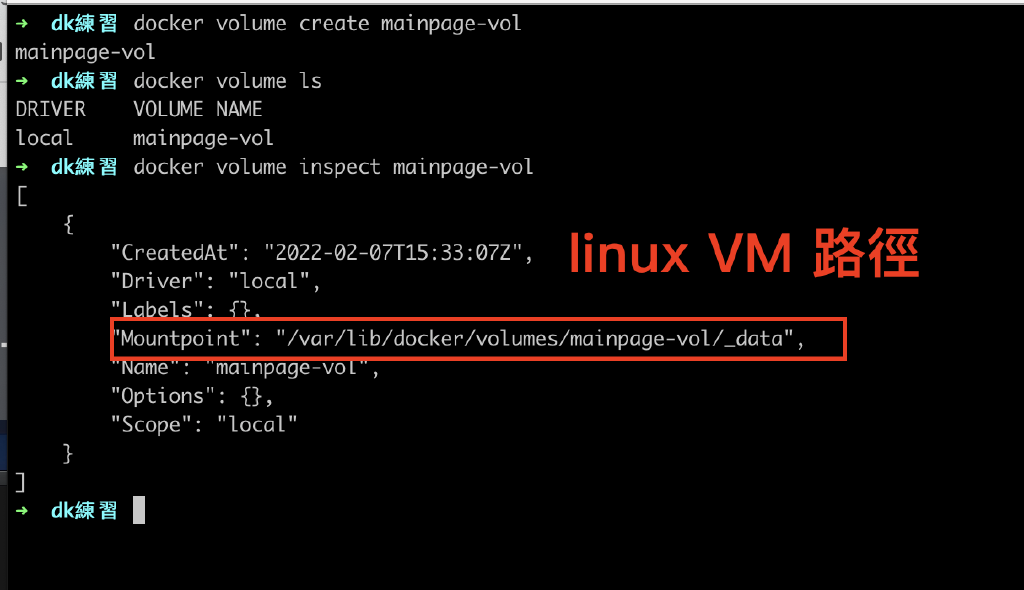 → dk練習 docker volume create mainpage-vol
mainpage-vol
→ dk練習 docker volume ls
DRIVER    VOLUME NAME
local     mainpage-vol
→ dk練習 docker volume inspect mainpage-vol
[
    {
        "CreatedAt": "2022-02-07T15:33:07Z",
linux VM 路徑
        "Driver": "local",
        "Labels": {},
        "Mountpoint": "/var/lib/docker/volumes/mainpage-vol/_data",
        "Name": "mainpage-vol",
        "Options": {},
        "Scope": "local"
    }
]
→ dk練習